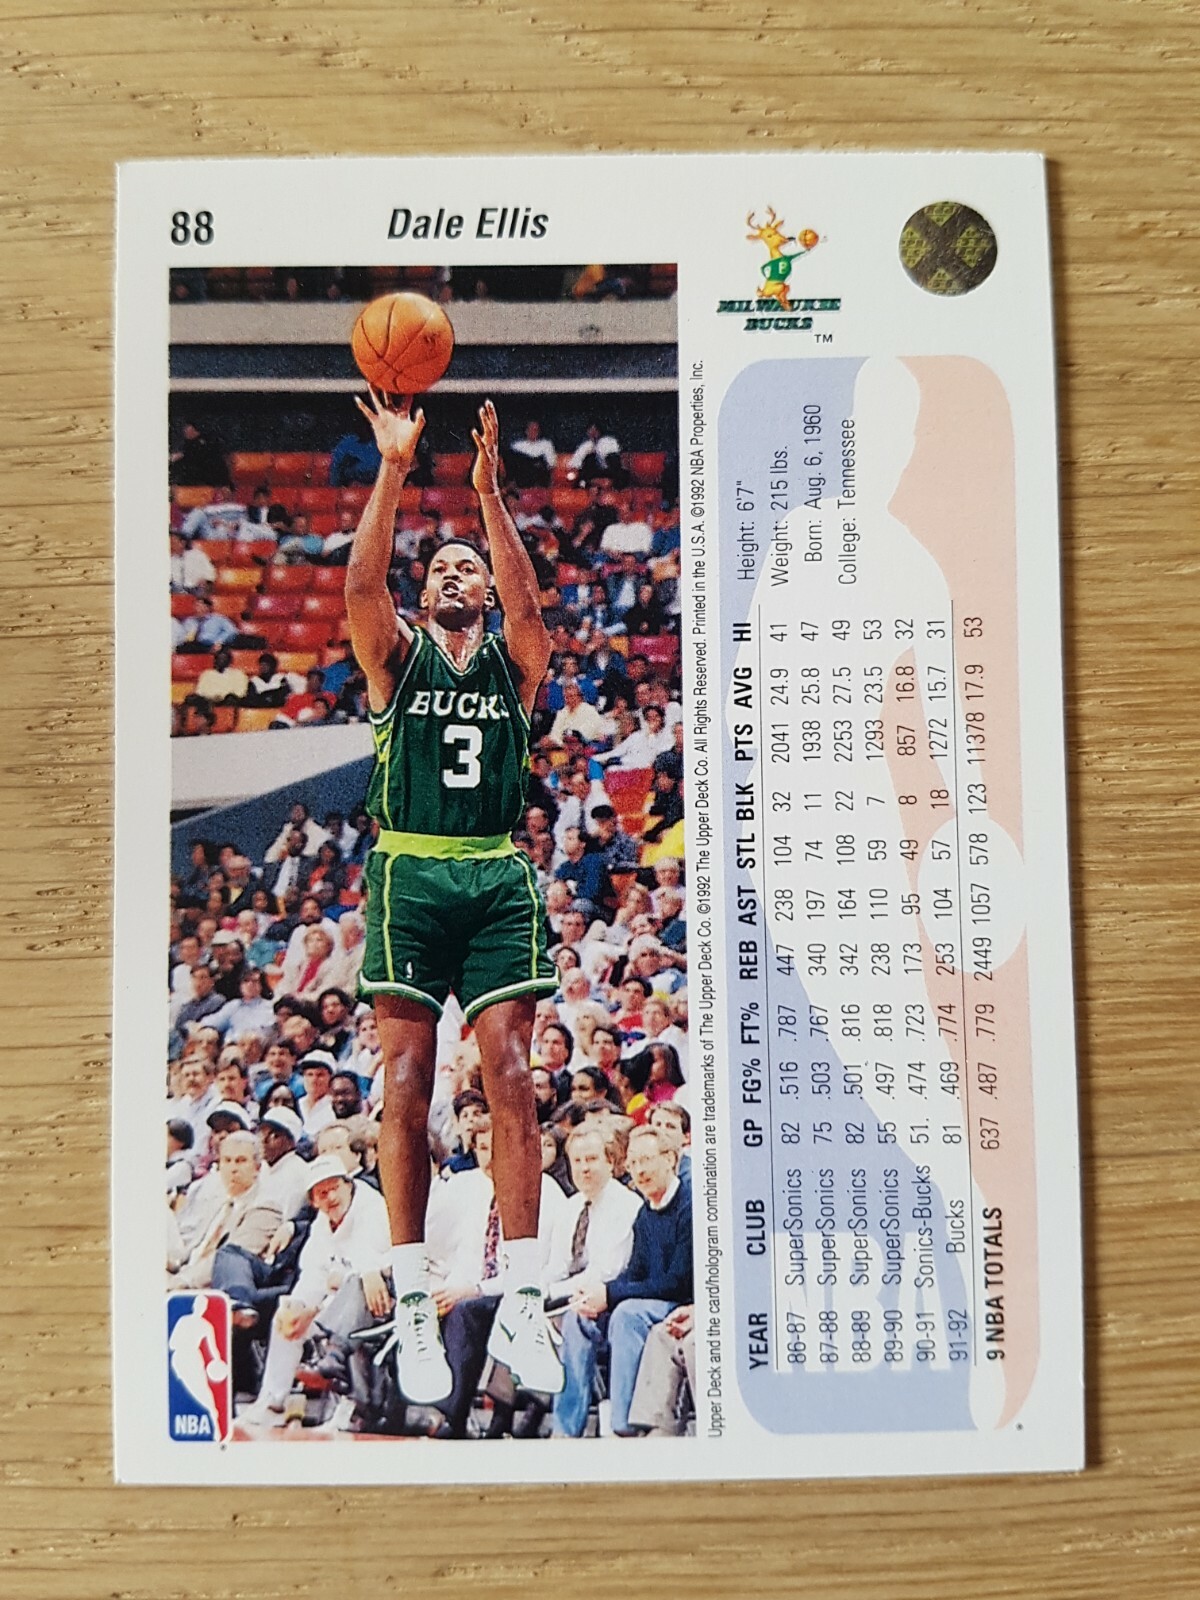 88
Dale Ellis
MILWAUKEE
BUCKS
TM
BUCKS
3
NBA
Upper Deck and the card/hologram combination are trademarks of The Upper Deck Co. ©1992 The Upper Deck Co. All Rights Reserved. Printed in the U.S.A. ©1992 NBA Properties, Inc.
Height: 6'7"
Weight: 215 lbs.
Born: Aug. 6, 1960
College: Tennessee
YEAR CLUB GP FG% FT% REB AST STL BLK PTS AVG HI
86-87 SuperSonics 82 .516 .787 447 238 104 32 2041 24.9 41
87-88 SuperSonics 75 .503 .767 340 197 74 11 1938 25.8 47
88-89 SuperSonics 82 .501 .816 342 164 108 22 2253 27.5 49
89-90 SuperSonics 55 .497 .818 238 110 59 7 1293 23.5 53
90-91 Sonics-Bucks 51. .474 .723 173 95 49 8 857 16.8 32
91-92 Bucks 81 .469 .774 253 104 57 18 1272 15.7 31
9 NBA TOTALS 637 .487 .779 2449 1057 578 123 11378 17.9 53
NBA